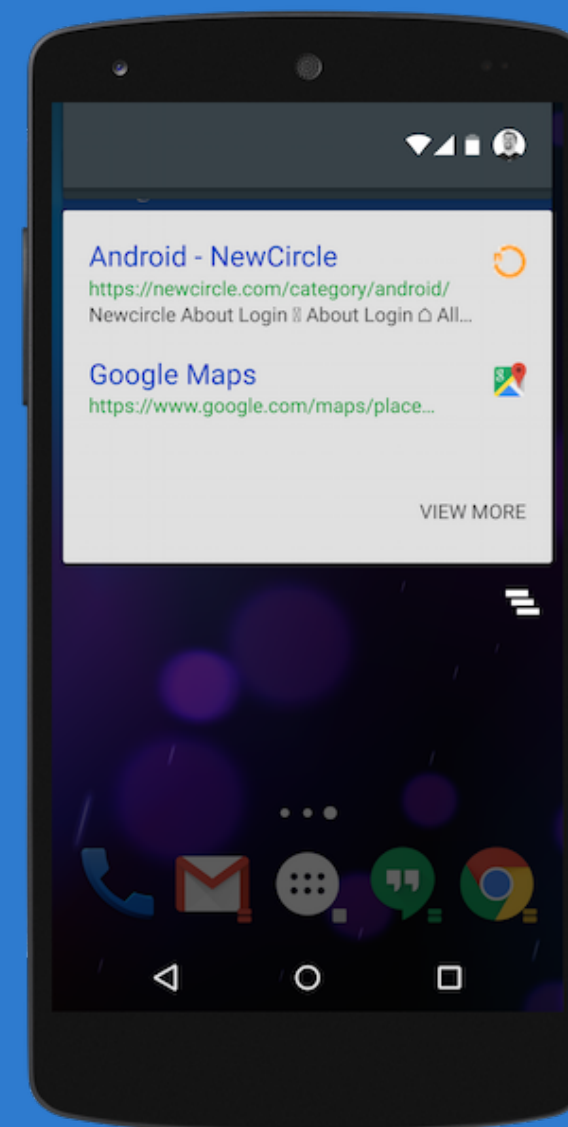 Android - NewCircle
https://newcircle.com/category/android/
Newcircle About Login ▯ About Login ⌂ All...
Google Maps
https://www.google.com/maps/place...
VIEW MORE